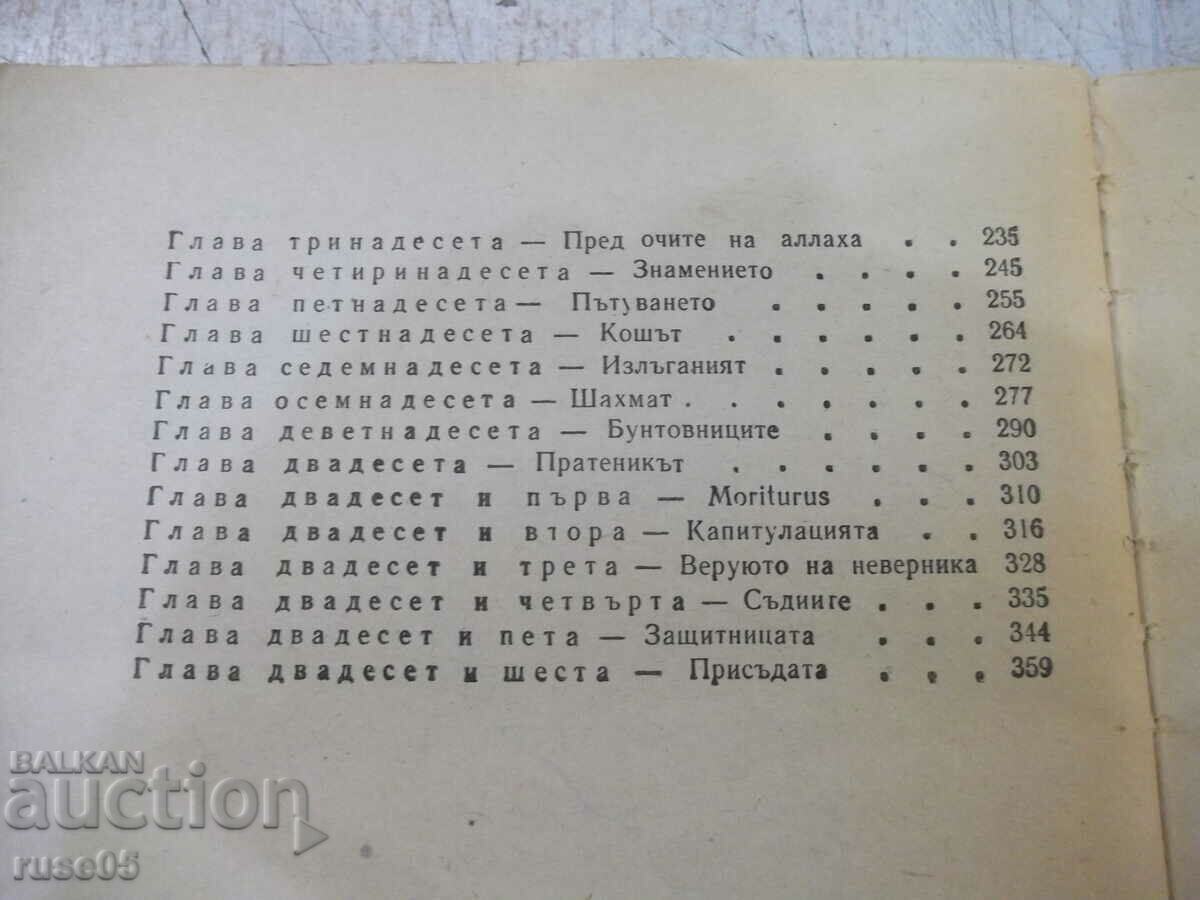 Глава тринадесета — Пред очите на аллаха . . 235
Глава четиринадесета — Знамението . . . . 245
Глава петнадесета — Пътуването . . . . . 255
Глава шестнадесета — Кошът . . . . . . 264
Глава седемнадесета — Излъганият . . . . . 272
Глава осемнадесета — Шахмат . . . . . . . 277
Глава деветнадесета — Бунтовниците . . . . 290
Глава двадесета — Пратеникът . . . . . . 303
Глава двадесет и първа — Moriturus . . . 310
Глава двадесет и втора — Капитулацията . . 316
Глава двадесет и трета — Веруюто на неверника 328
Глава двадесет и четвърта — Съдиите . . . 335
Глава двадесет и пета — Защитницата . . . 344
Глава двадесет и шеста — Присъдата . . . 359
BALKAN
auction
ruse05